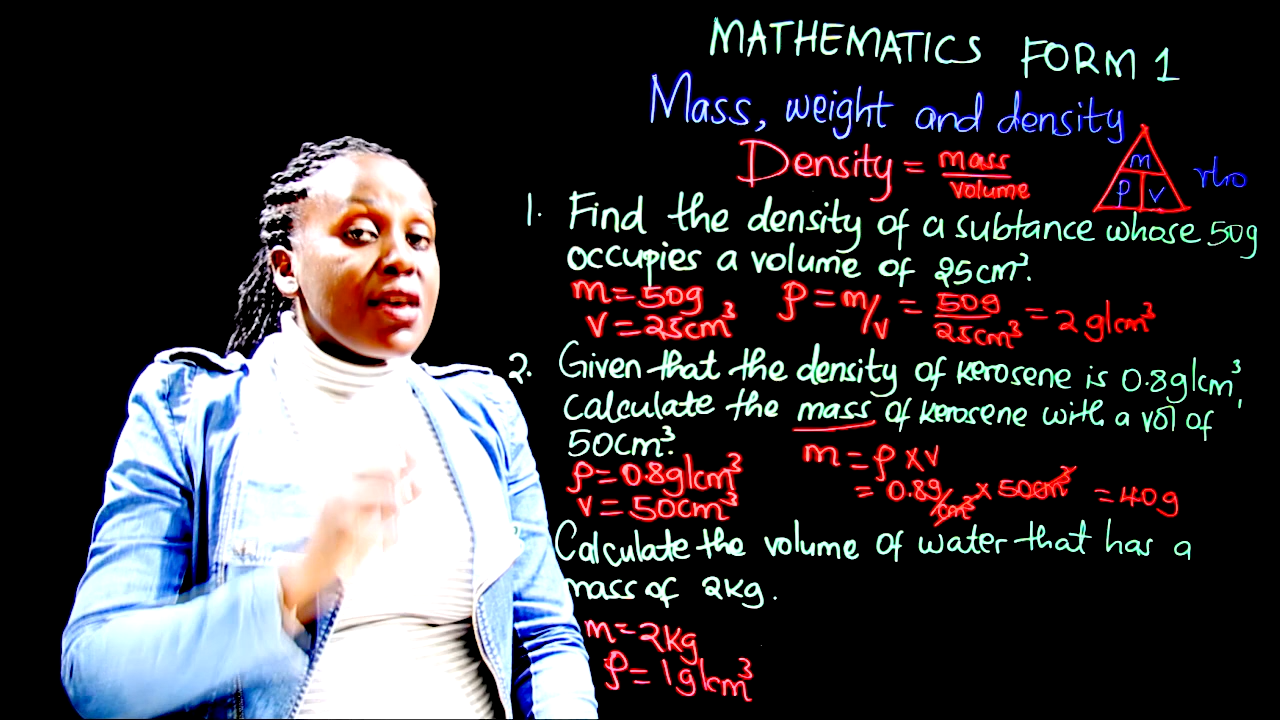 MATHEMATICS FORM 1
Mass, weight and density
Density = mass/volume
m
ρ v
rho
1. Find the density of a subtance whose 50g
occupies a volume of 25cm³.
m = 50g
v = 25cm³
ρ = m/v = 50g/25cm³ = 2 g/cm³
2. Given that the density of kerosene is 0.8g/cm³,
calculate the mass of kerosene with a vol of
50cm³.
ρ = 0.8g/cm³
v = 50cm³
m = ρ x v
= 0.8g/cm³ x 50cm³ = 40g
Calculate the volume of water that has a
mass of 2kg.
m = 2kg
ρ = 1g/cm³